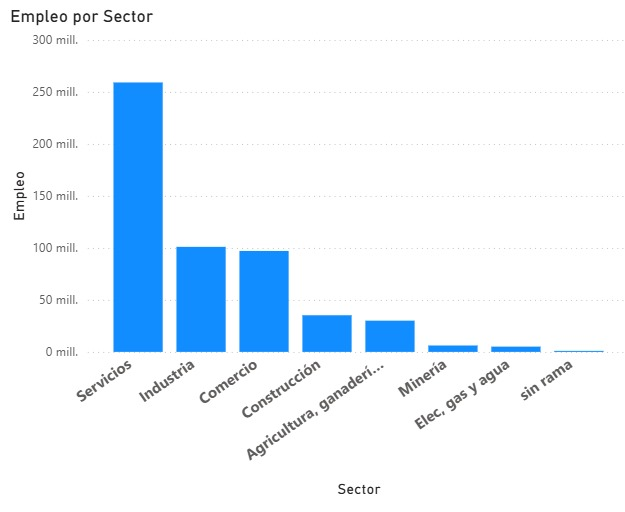 Empleo por Sector
300 mill.
250 mill.
200 mill.
150 mill.
100 mill.
50 mill.
0 mill.
Empleo
Servicios
Industria
Comercio
Construcción
Agricultura, ganaderí...
Minería
Elec, gas y agua
sin rama
Sector